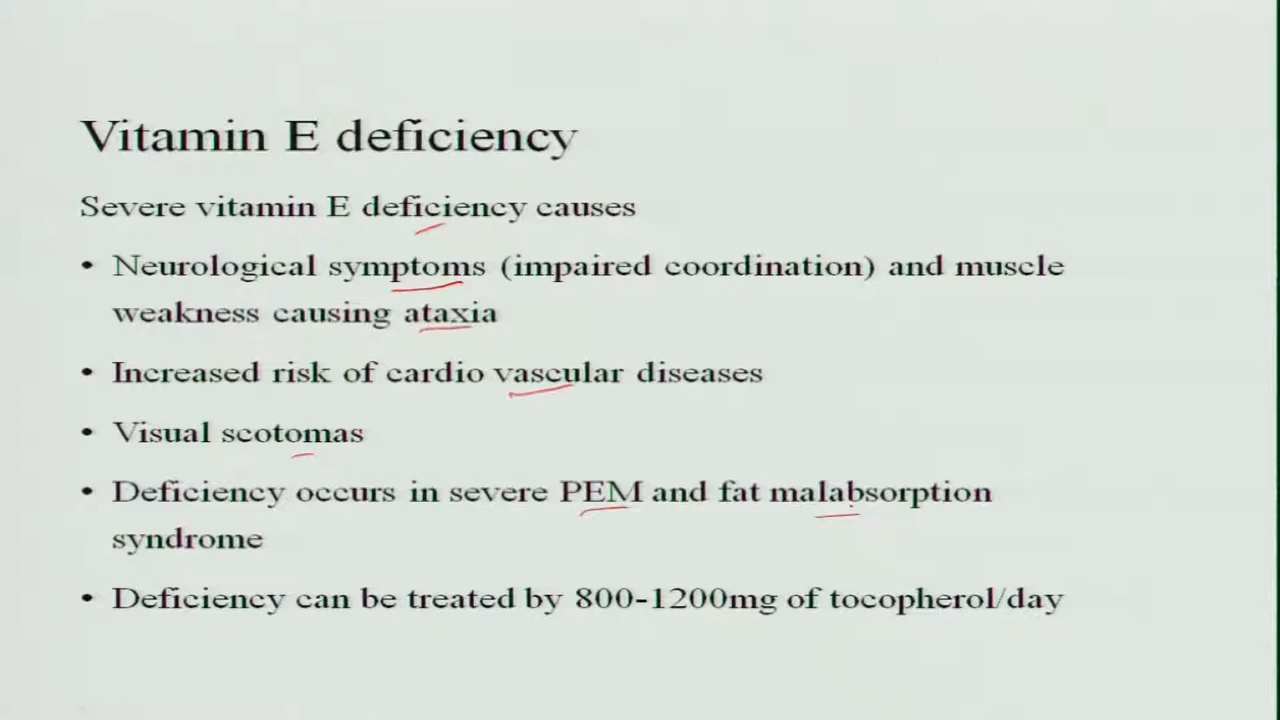 Vitamin E deficiency
Severe vitamin E deficiency causes
• Neurological symptoms (impaired coordination) and muscle
weakness causing ataxia
• Increased risk of cardio vascular diseases
• Visual scotomas
• Deficiency occurs in severe PEM and fat malabsorption
syndrome
• Deficiency can be treated by 800-1200mg of tocopherol/day